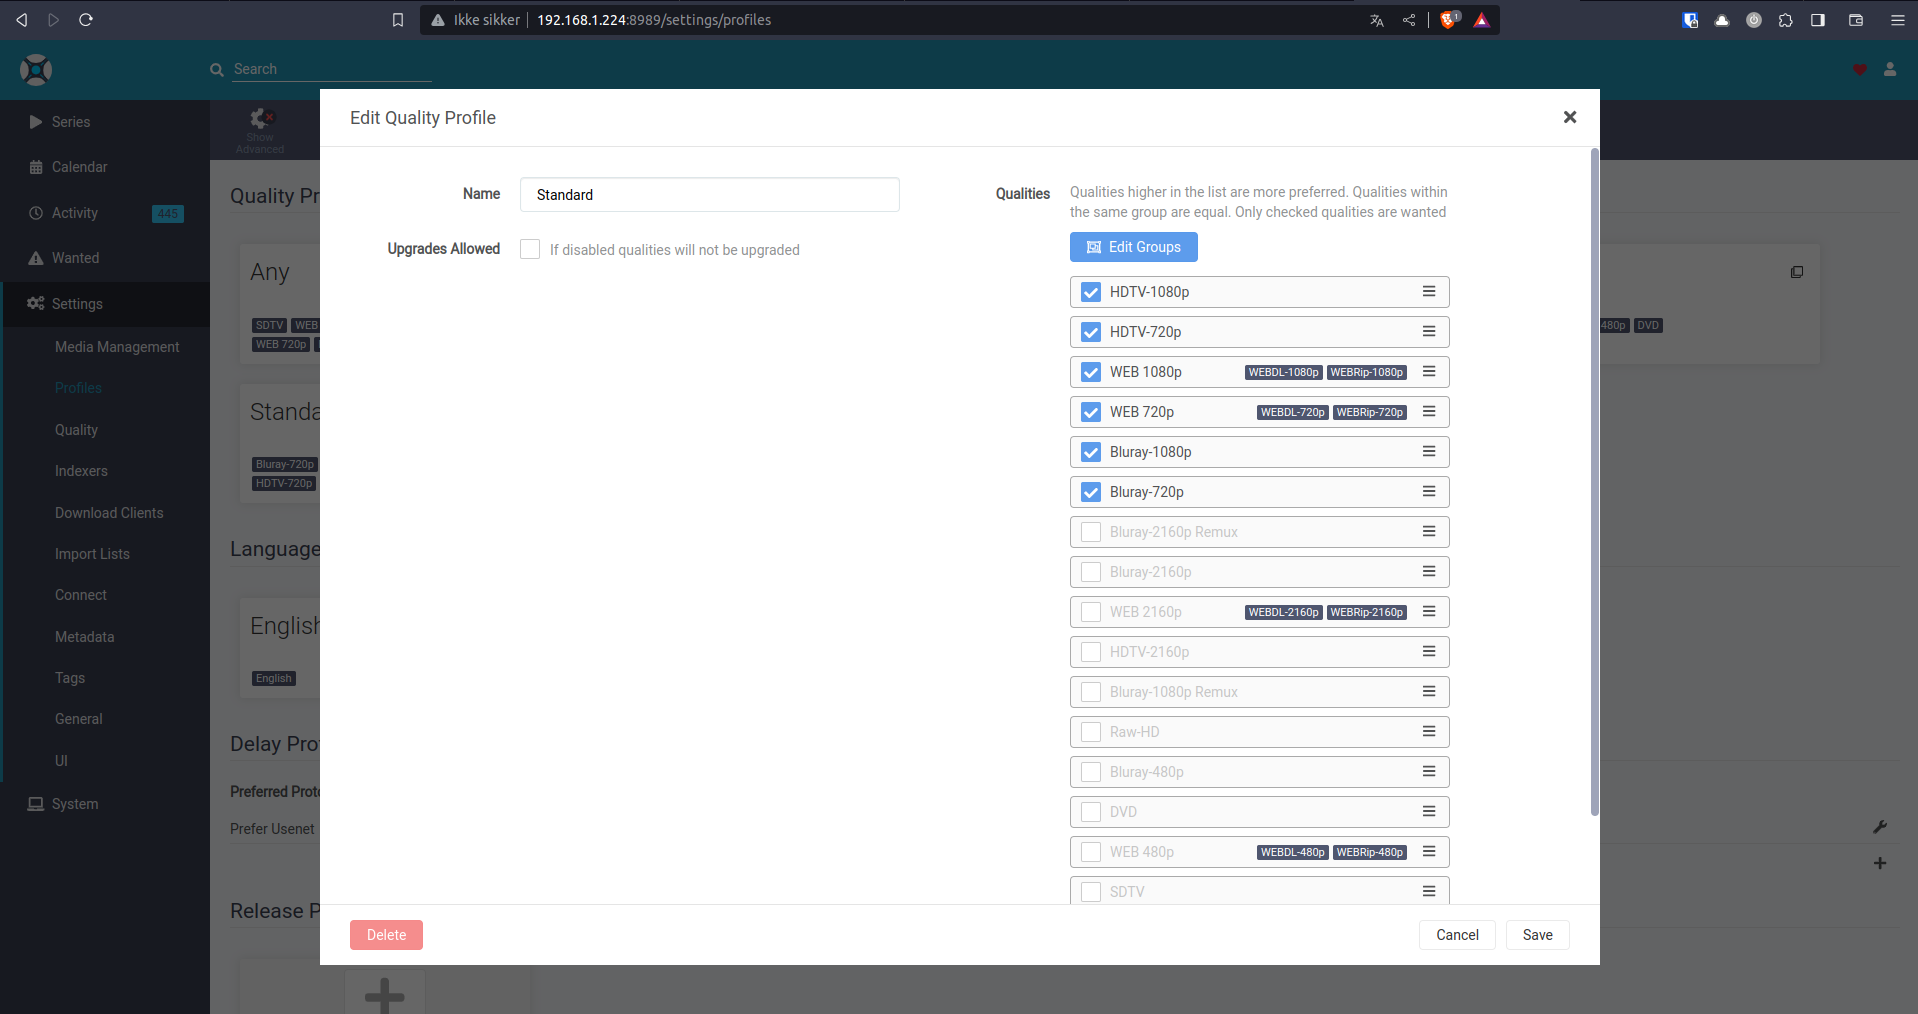 Ikke sikker 192.168.1.224:8989/settings/profiles
1
Search
Series
Calendar
Activity 445
Wanted
Settings
Media Management
Profiles
Quality
Indexers
Download Clients
Import Lists
Connect
Metadata
Tags
General
UI
System
Show
Advanced
Quality Pr
Any
SDTV WEB
WEB 720p
480p DVD
Standa
Bluray-720p
HDTV-720p
Language
English
English
Delay Pro
Preferred Proto
Prefer Usenet
Release P
Edit Quality Profile
Name Standard
Upgrades Allowed If disabled qualities will not be upgraded
Qualities Qualities higher in the list are more preferred. Qualities within
the same group are equal. Only checked qualities are wanted
Edit Groups
HDTV-1080p
HDTV-720p
WEB 1080p WEBDL-1080p WEBRip-1080p
WEB 720p WEBDL-720p WEBRip-720p
Bluray-1080p
Bluray-720p
Bluray-2160p Remux
Bluray-2160p
WEB 2160p WEBDL-2160p WEBRip-2160p
HDTV-2160p
Bluray-1080p Remux
Raw-HD
Bluray-480p
DVD
WEB 480p WEBDL-480p WEBRip-480p
SDTV
Delete Cancel Save